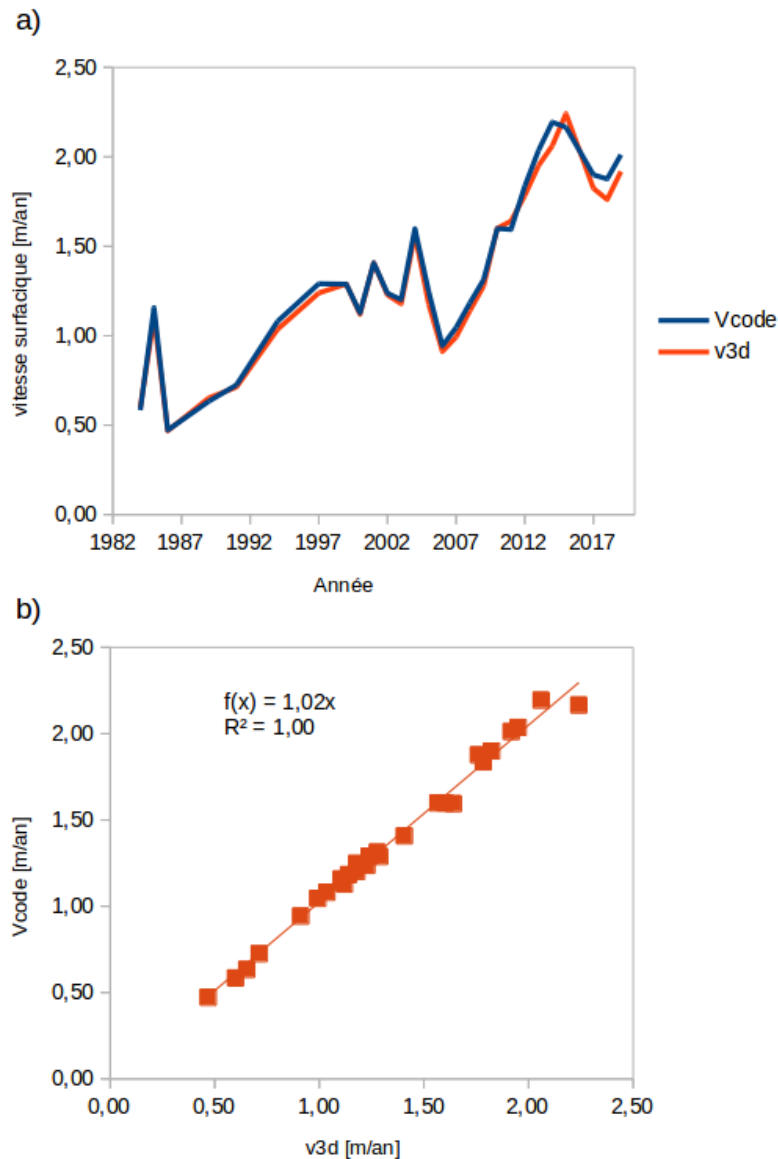 a)
2,50
2,00
1,50
1,00
0,50
0,00
vitesse surfacique [m/an]
1982 1987 1992 1997 2002 2007 2012 2017
Année
Vcode
v3d
b)
2,50
2,00
1,50
1,00
0,50
0,00
Vcode [m/an]
f(x) = 1,02x
R² = 1,00
0,00 0,50 1,00 1,50 2,00 2,50
v3d [m/an]